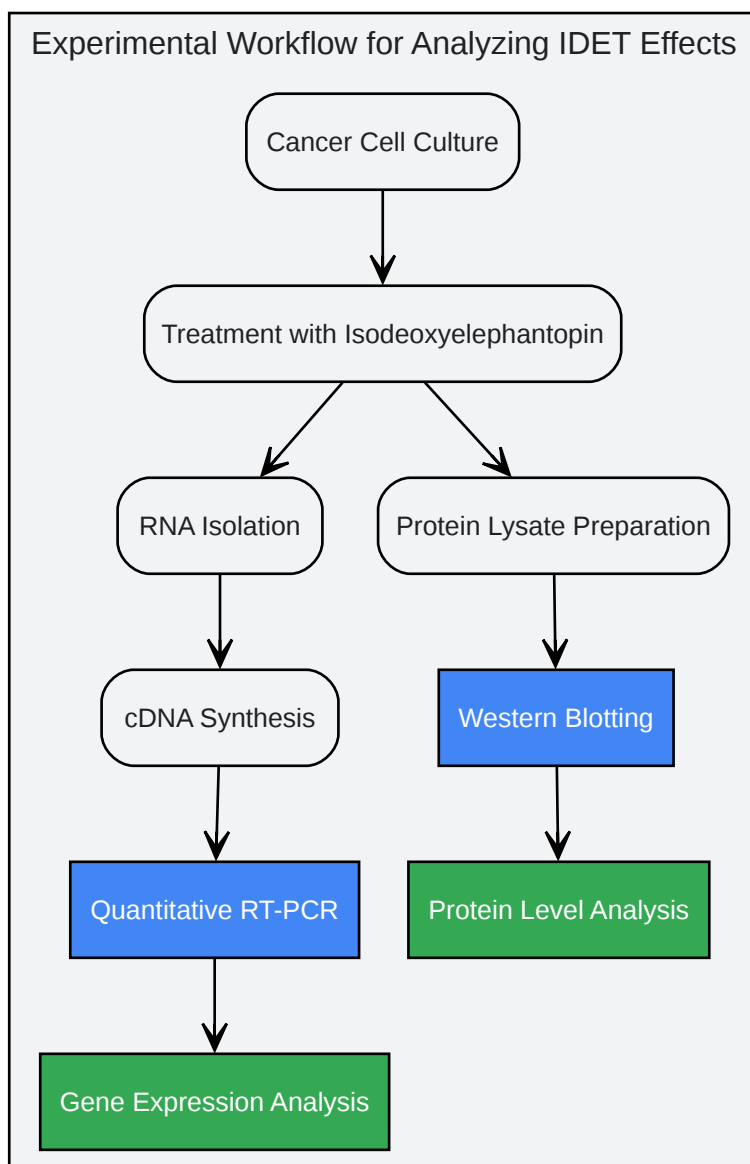 Experimental Workflow for Analyzing IDET Effects
Cancer Cell Culture
Treatment with Isodeoxyelephantopin
RNA Isolation
Protein Lysate Preparation
cDNA Synthesis
Western Blotting
Quantitative RT-PCR
Protein Level Analysis
Gene Expression Analysis